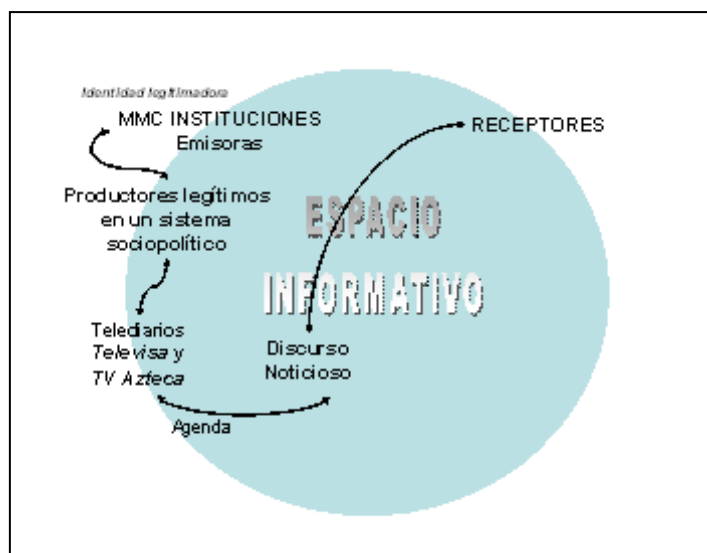 Identidad legitimadora
MMC INSTITUCIONES
Emisoras
RECEPTORES
Productores legítimos
en un sistema
sociopolítico
ESPACIO
INFORMATIVO
Telediarios
Televisa y
TV Azteca
Discurso
Noticioso
Agenda